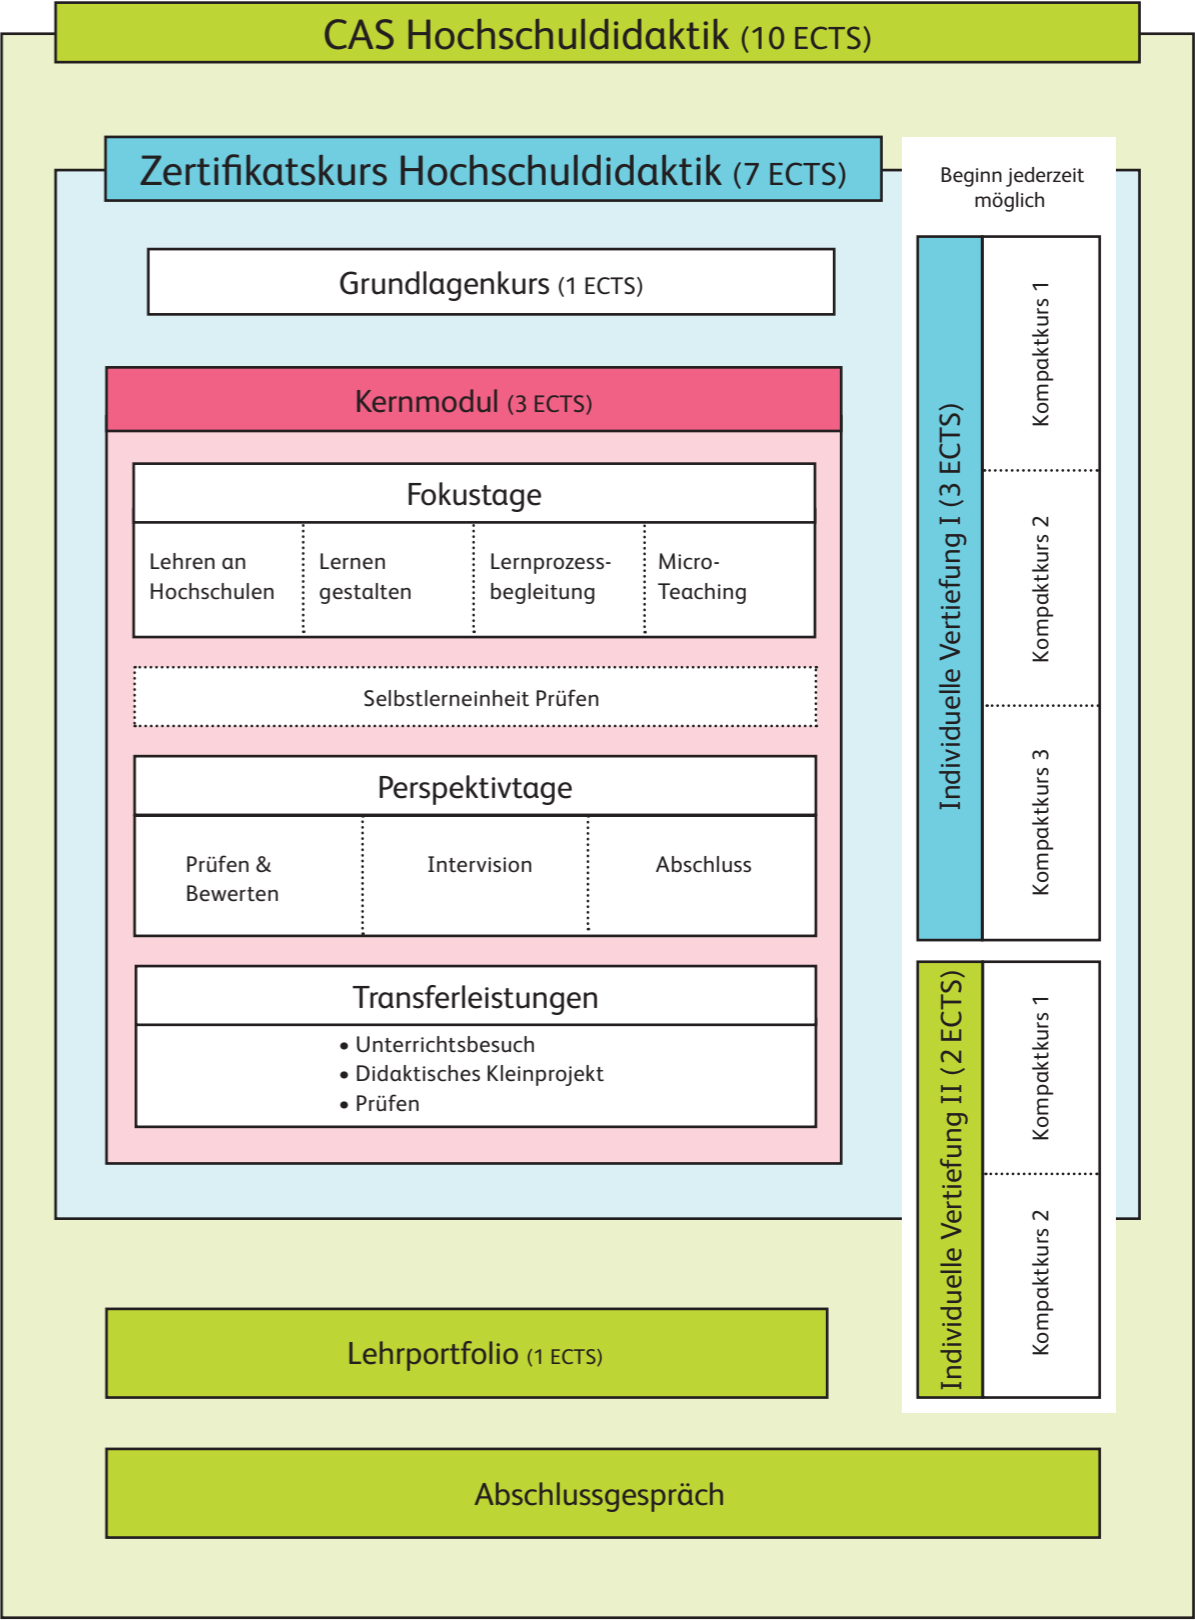 CAS Hochschuldidaktik (10 ECTS)
Zertifikatskurs Hochschuldidaktik (7 ECTS)
Grundlagenkurs (1 ECTS)
Kernmodul (3 ECTS)
Fokustage
Lehren an
Hochschulen
Lernen
gestalten
Lernprozess-
begleitung
Micro-
Teaching
Selbstlerneinheit Prüfen
Perspektivtage
Prüfen &
Bewerten
Intervision
Abschluss
Transferleistungen
• Unterrichtsbesuch
• Didaktisches Kleinprojekt
• Prüfen
Beginn jederzeit
möglich
Individuelle Vertiefung I (3 ECTS)
Kompaktkurs 1
Kompaktkurs 2
Kompaktkurs 3
Individuelle Vertiefung II (2 ECTS)
Kompaktkurs 1
Kompaktkurs 2
Lehrportfolio (1 ECTS)
Abschlussgespräch